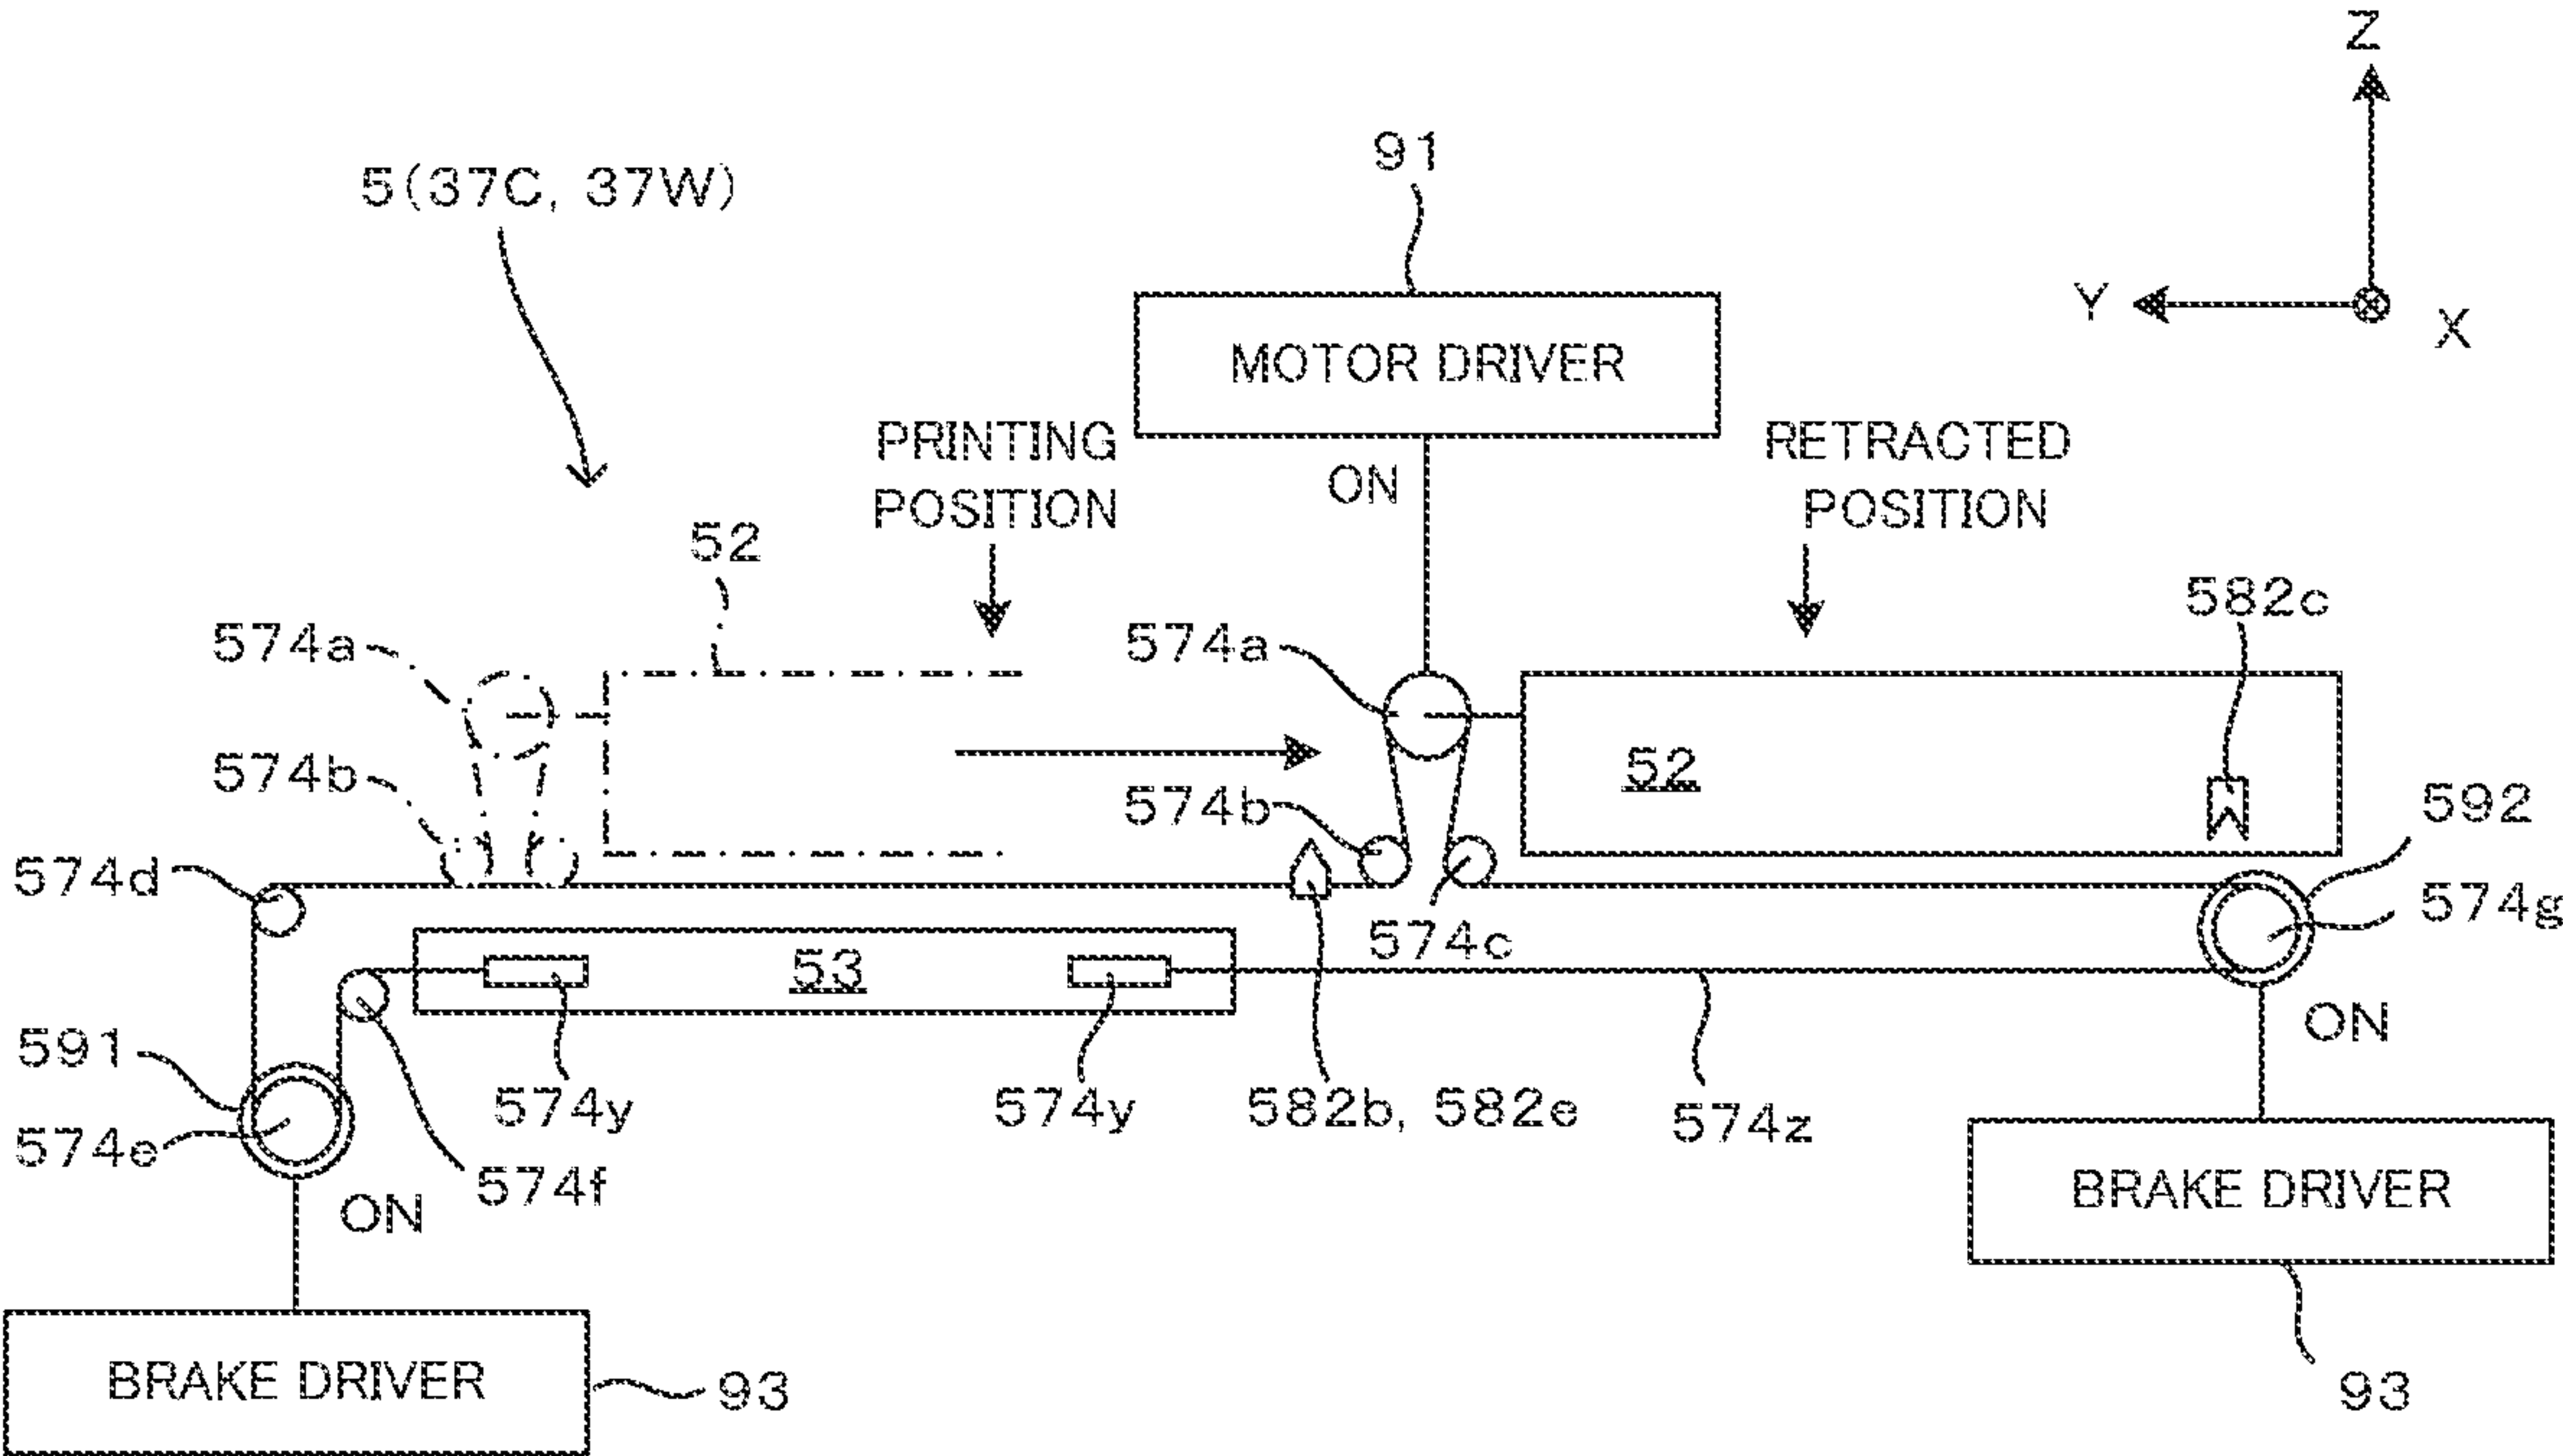 Z
91
5(37C, 37W)
Y
X
MOTOR DRIVER
PRINTING
POSITION
ON
RETRACTED
POSITION
52
582c
574a
574a
574b
574b
52
592
574d
574c
574g
53
591
574y
574y
582b, 582e
574z
ON
574e
574f
ON
BRAKE DRIVER
BRAKE DRIVER
93
93